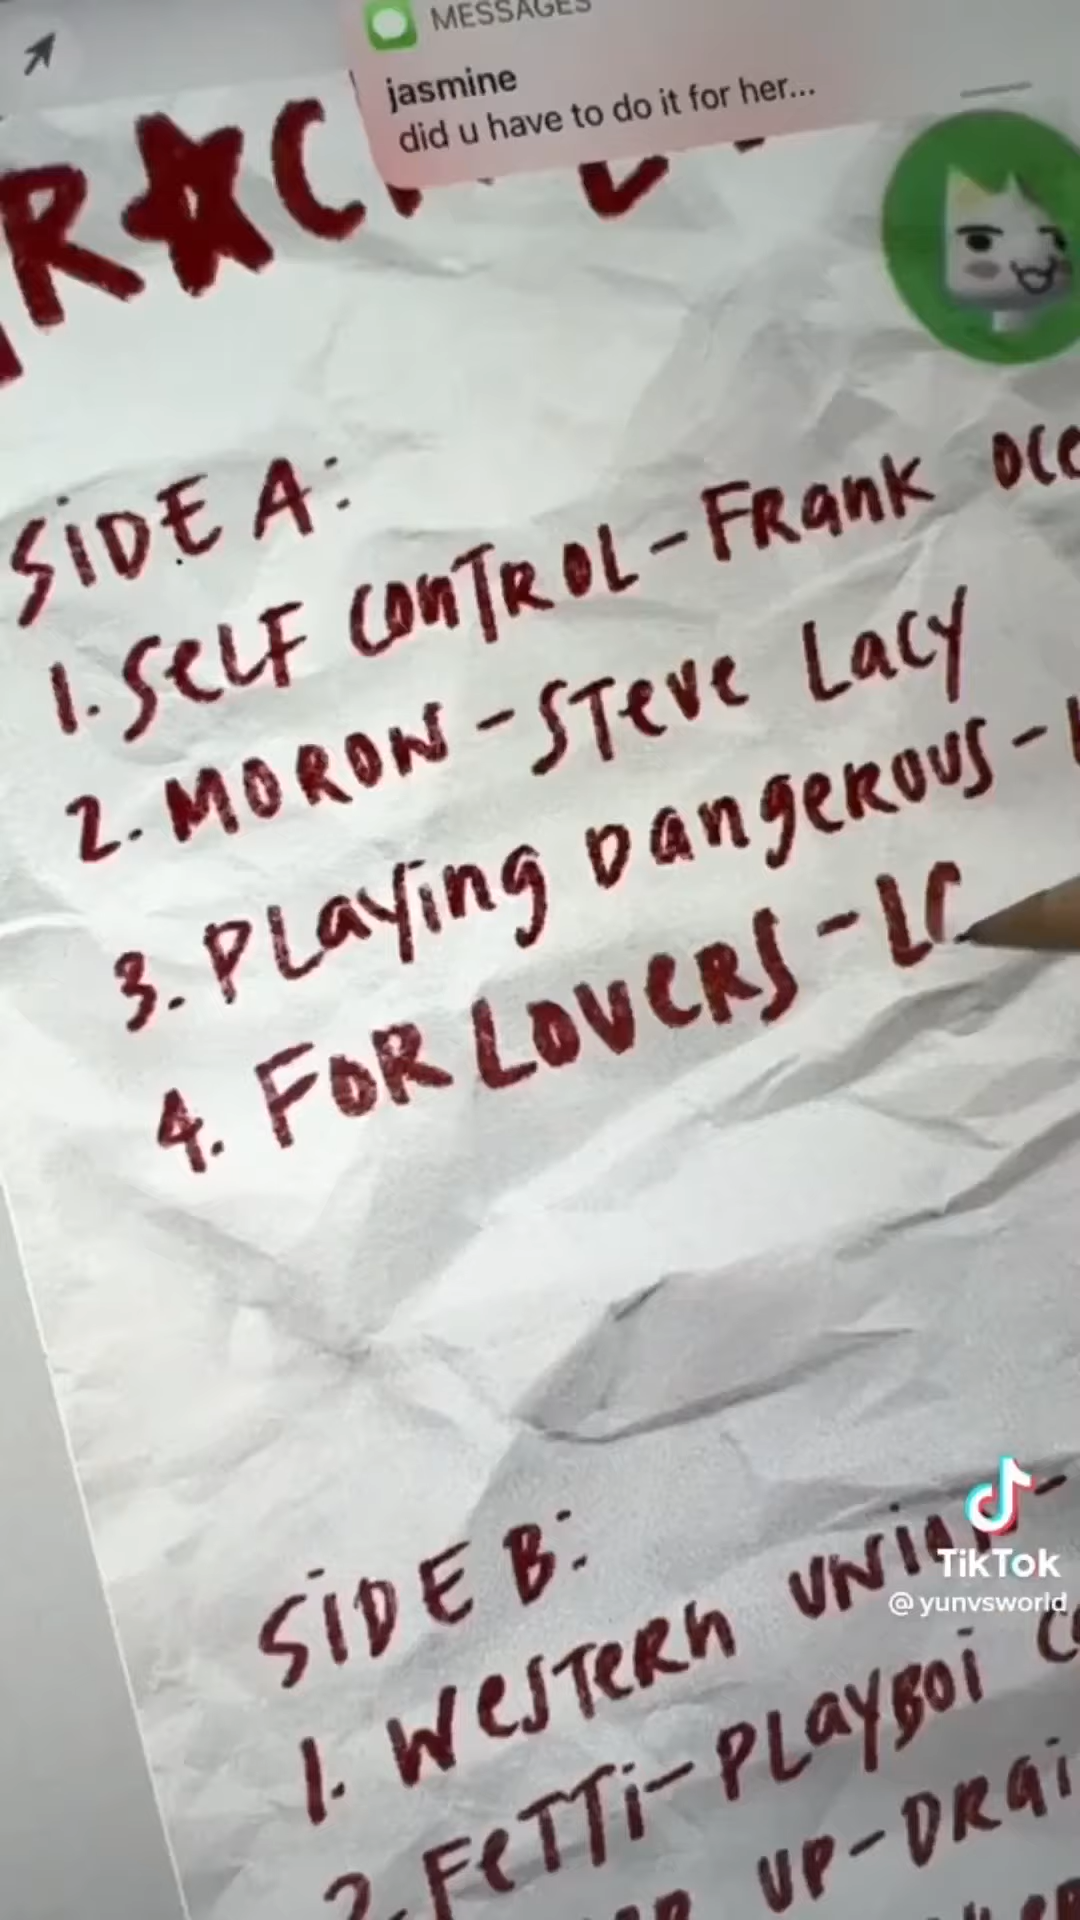 MESSAGES
jasmine
did u have to do it for her...
SIDE A:
1. SELF CONTROL-FRANK
2. MORON-STEVE LACY
3. PLAYING DANGEROUS-
4. FOR LOVERS-
SIDE B:
1. WESTERN UNION-
2. FETTI-PLAYBOI
UP-
TikTok
@yunvsworld